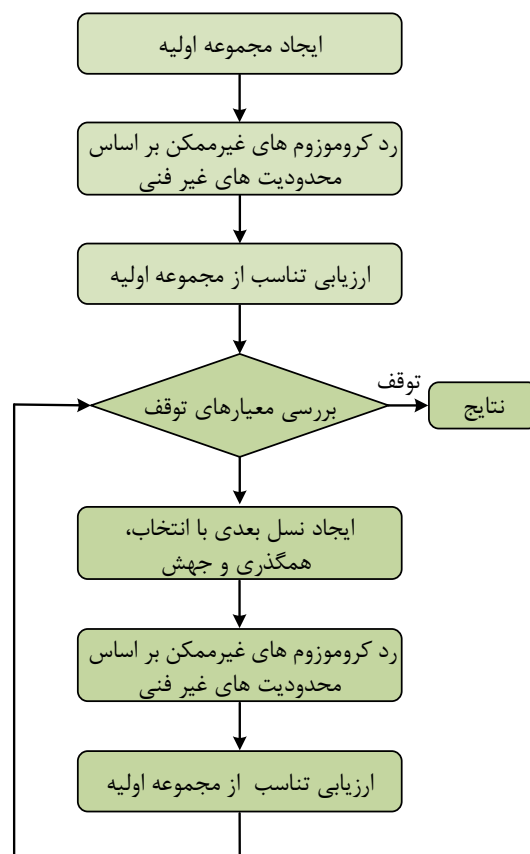 ایجاد مجموعه اولیه
رد کروموزوم های غیرممکن بر اساس
محدودیت های غیر فنی
ارزیابی تناسب از مجموعه اولیه
بررسی معیارهای توقف
توقف
نتایج
ایجاد نسل بعدی با انتخاب،
همگذری و جهش
رد کروموزوم های غیرممکن بر اساس
محدودیت های غیر فنی
ارزیابی تناسب از مجموعه اولیه